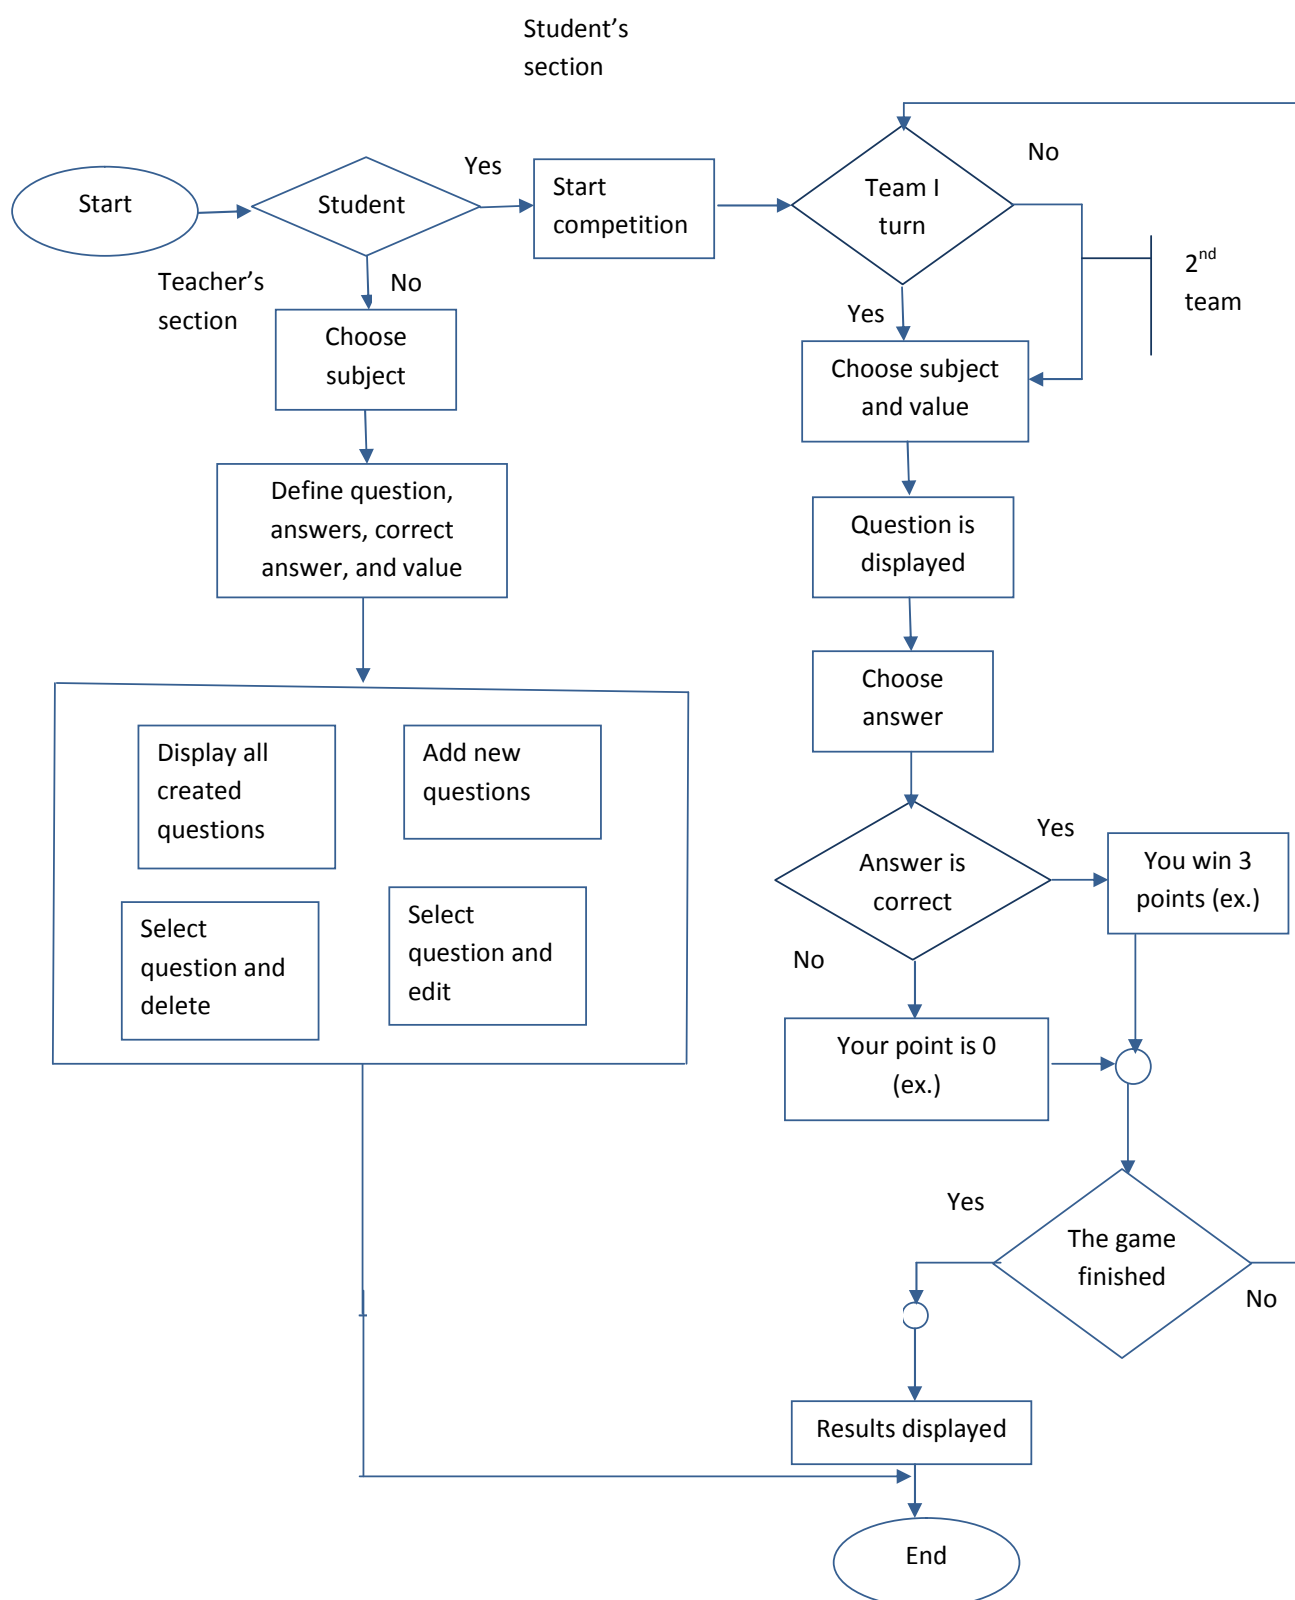 Student’s
section
Start
Student
Yes
Start
competition
Team I
turn
No
2nd
team
Teacher’s
section
No
Choose
subject
Yes
Choose subject
and value
Define question,
answers, correct
answer, and value
Question is
displayed
Choose
answer
Display all
created
questions
Add new
questions
Select
question and
delete
Select
question and
edit
Answer is
correct
Yes
You win 3
points (ex.)
No
Your point is 0
(ex.)
Yes
The game
finished
No
Results displayed
End